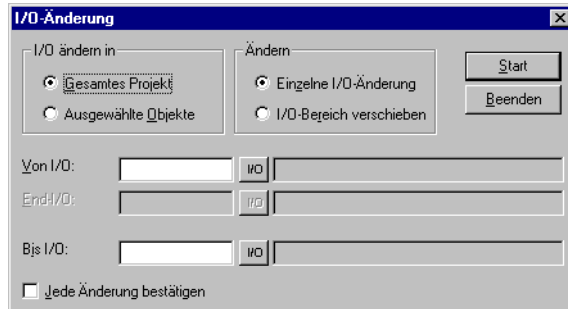 I/O-Änderung
I/O ändern in
Ändern
Gesamtes Projekt
Einzelne I/O-Änderung
Start
Ausgewählte Objekte
I/O-Bereich verschieben
Beenden
Von I/O:
I/O
End-I/O:
I/O
Bis I/O:
I/O
Jede Änderung bestätigen